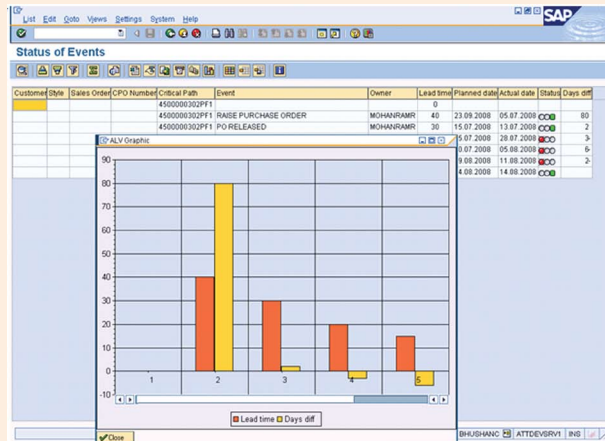 List Edit Goto Views Settings System Help
SAP
Status of Events
Customer Style Sales Order CPO Number Critical Path Event Owner Lead time Planned date Actual date Status Days diff
4500000302PF1 0
4500000302PF1 RAISE PURCHASE ORDER MOHANRAMR 40 23.09.2008 05.07.2008 80
4500000302PF1 PO RELEASED MOHANRAMR 30 15.07.2008 13.07.2008 2
.07.2008 28.07.2008 3-
0.07.2008 05.08.2008 6-
9.08.2008 11.08.2008 2-
4.08.2008 14.08.2008
ALV Graphic
90
80
70
60
50
40
30
20
10
0
-10
1 2 3 4 5
Lead time Days diff
Close
BHUSHANC ATTDEVSRV1 INS